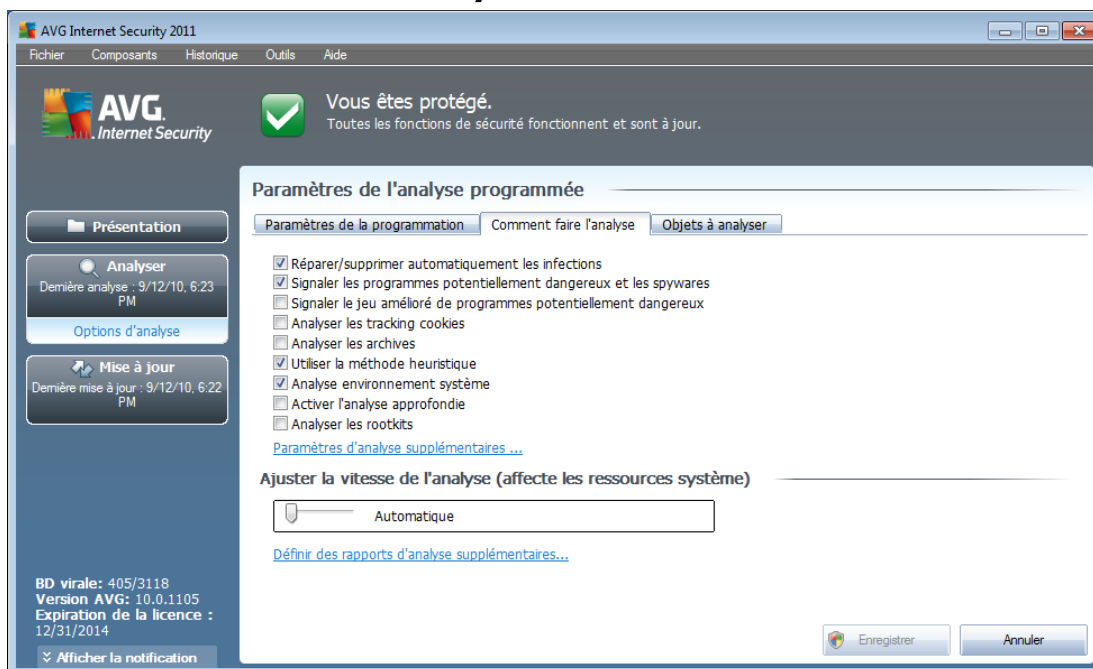 AVG Internet Security 2011
Fichier Composants Historique Outils Aide
AVG.
Internet Security
Vous êtes protégé.
Toutes les fonctions de sécurité fonctionnent et sont à jour.
Présentation
Analyser
Dernière analyse : 9/12/10, 6:23
PM
Options d'analyse
Mise à jour
Dernière mise à jour : 9/12/10, 6:22
PM
BD virale: 405/3118
Version AVG: 10.0.1105
Expiration de la licence :
12/31/2014
Afficher la notification
Paramètres de l'analyse programmée
Paramètres de la programmation Comment faire l'analyse Objets à analyser
Réparer/supprimer automatiquement les infections
Signaler les programmes potentiellement dangereux et les spywares
Signaler le jeu amélioré de programmes potentiellement dangereux
Analyser les tracking cookies
Analyser les archives
Utiliser la méthode heuristique
Analyse environnement système
Activer l'analyse approfondie
Analyser les rootkits
Paramètres d'analyse supplémentaires ...
Ajuster la vitesse de l'analyse (affecte les ressources système)
Automatique
Définir des rapports d'analyse supplémentaires...
Enregistrer Annuler